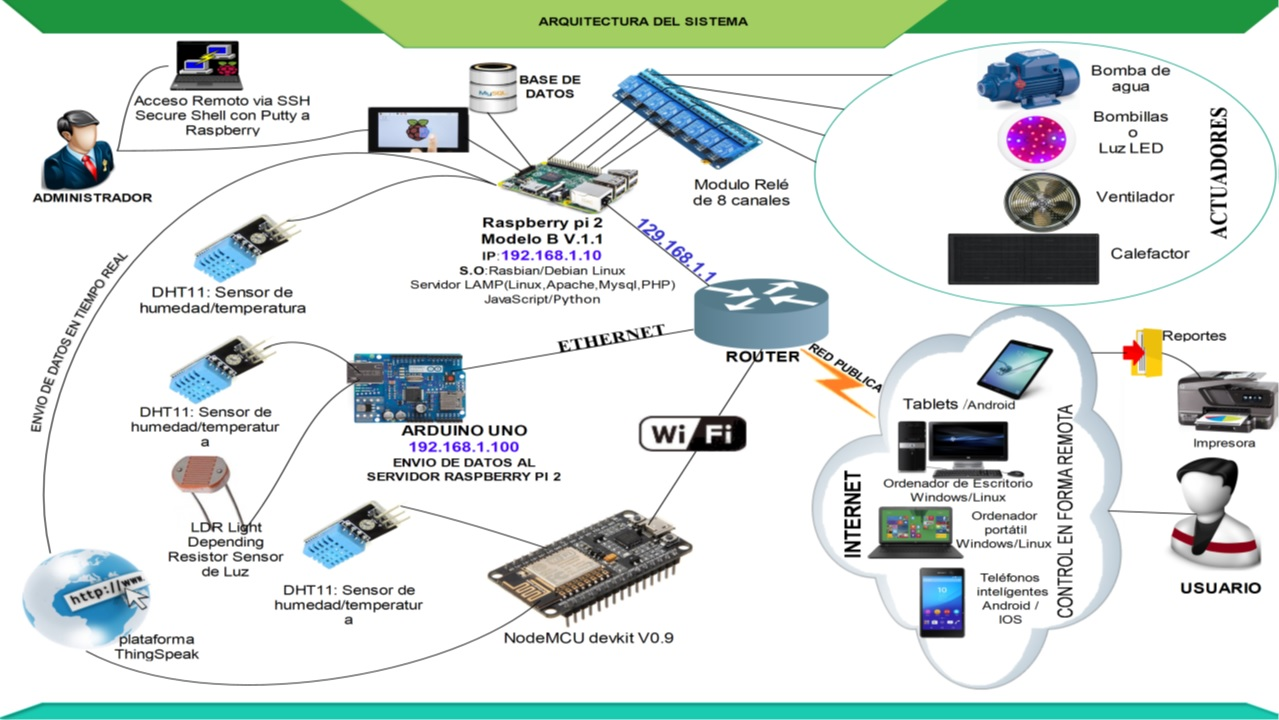 ARQUITECTURA DEL SISTEMA
Acceso Remoto via SSH
Secure Shell con Putty a
Raspberry
ADMINISTRADOR
BASE DE
DATOS
MySQL
Modulo Relé
de 8 canales
Bomba de
agua
Bombillas
o
Luz LED
Ventilador
Calefactor
ACTUADORES
Raspberry pi 2
Modelo B V.1.1
IP:192.168.1.10
S.O:Rasbian/Debian Linux
Servidor LAMP(Linux,Apache,Mysql,PHP)
JavaScript/Python
129.168.1.1
ENVIO DE DATOS EN TIEMPO REAL
DHT11: Sensor de
humedad/temperatura
ETHERNET
ROUTER
RED PUBLICA
DHT11: Sensor de
humedad/temperatur
a
ARDUINO UNO
192.168.1.100
ENVIO DE DATOS AL
SERVIDOR RASPBERRY PI 2
Wi Fi
LDR Light
Depending
Resistor Sensor
de Luz
DHT11: Sensor de
humedad/temperatur
a
NodeMCU devkit V0.9
http://www.
plataforma
ThingSpeak
INTERNET
Tablets /Android
Ordenador de Escritorio
Windows/Linux
Ordenador
portátil
Windows/Linux
Teléfonos
intelígentes
Android /
IOS
10
CONTROL EN FORMA REMOTA
Reportes
Impresora
USUARIO